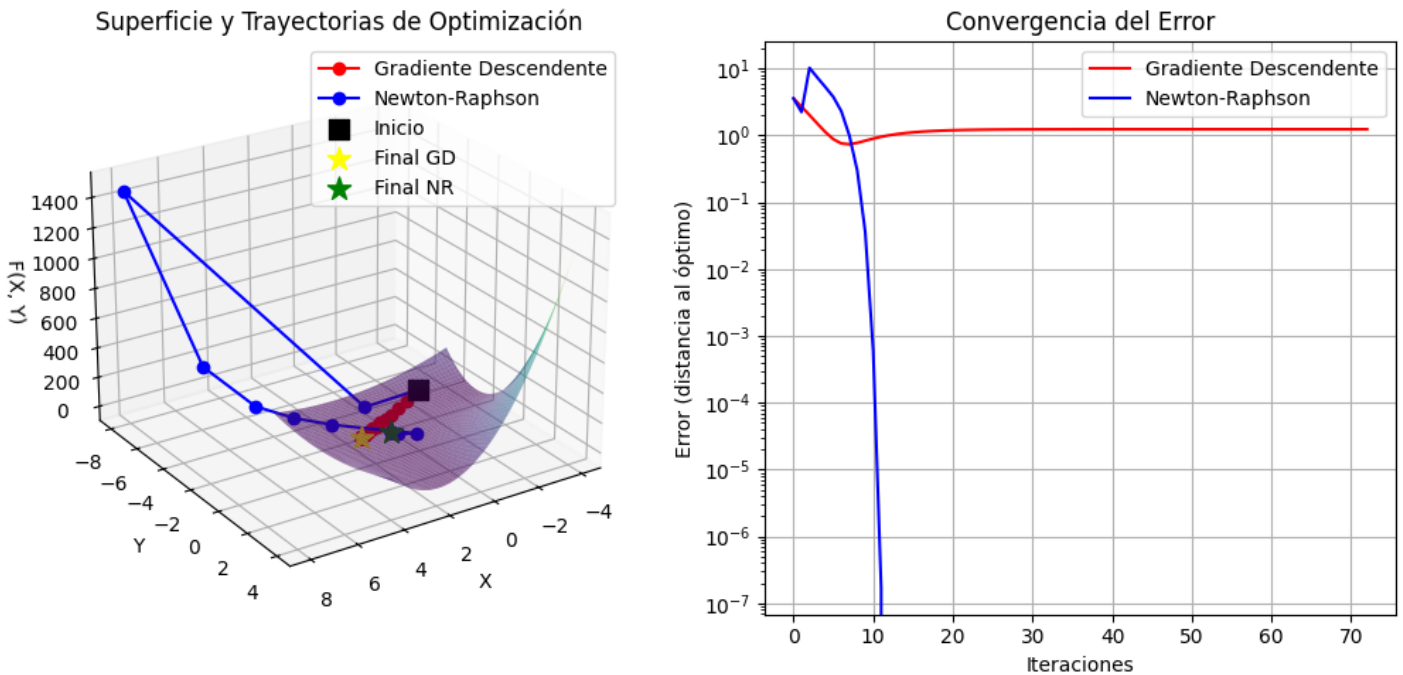 Superficie y Trayectorias de Optimización
Gradiente Descendente
Newton-Raphson
Inicio
Final GD
Final NR
1400
1200
1000
800
600
400
200
0
F(X, Y)
−8
−6
−4
−2
0
2
4
Y
8
6
4
2
0
−2
−4
X
Convergencia del Error
Gradiente Descendente
Newton-Raphson
10¹
10⁰
10⁻¹
10⁻²
10⁻³
10⁻⁴
10⁻⁵
10⁻⁶
10⁻⁷
Error (distancia al óptimo)
0 10 20 30 40 50 60 70
Iteraciones